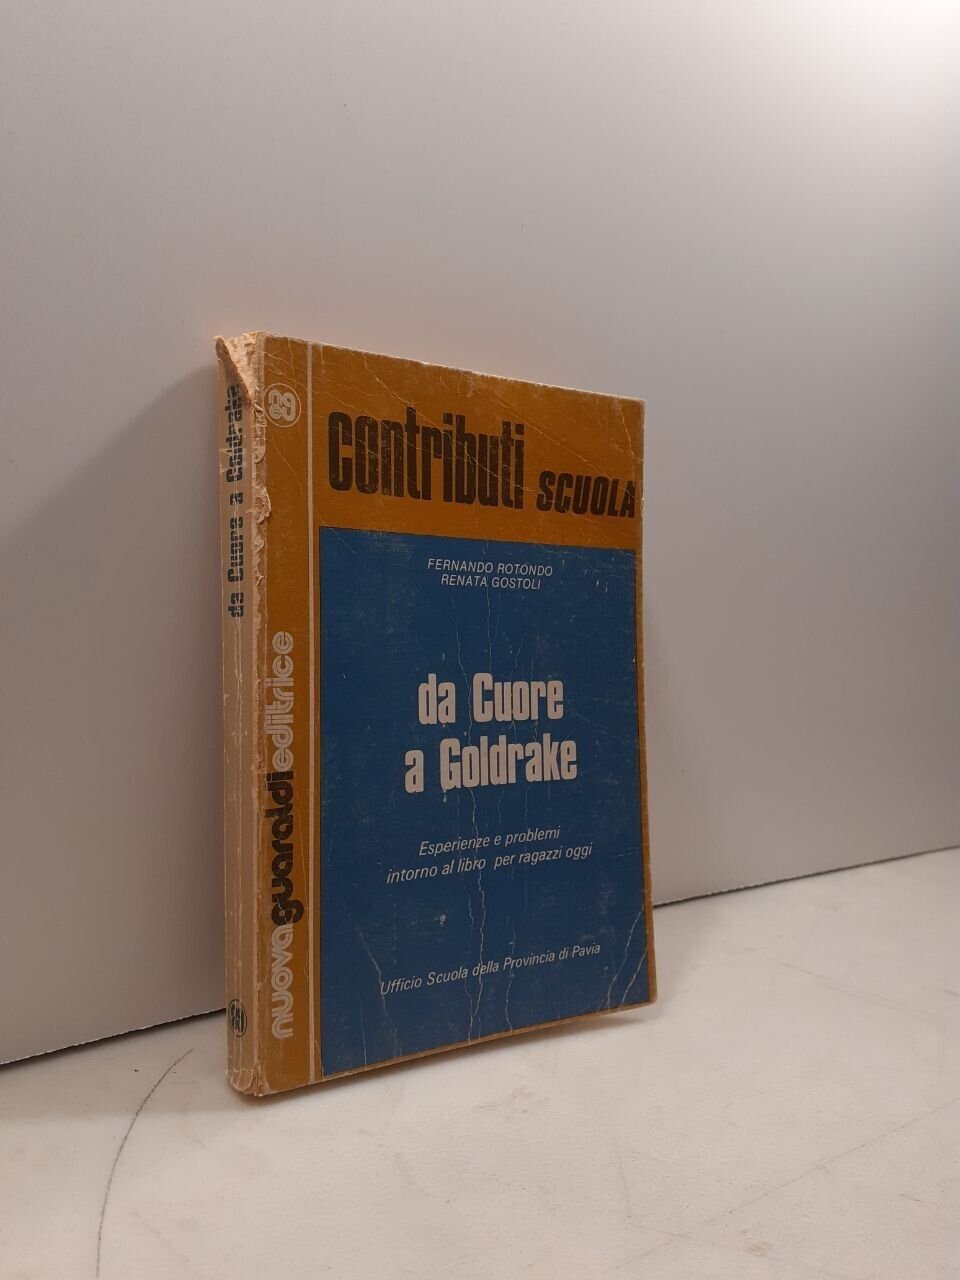 contributi SCUOLA
FERNANDO ROTONDO
RENATA GOSTOLI
da Cuore
a Goldrake
Esperienze e problemi
intorno al libro per ragazzi oggi
Ufficio Scuola della Provincia di Pavia
nuovaguaraldieditrice
da Cuore a Goldrake